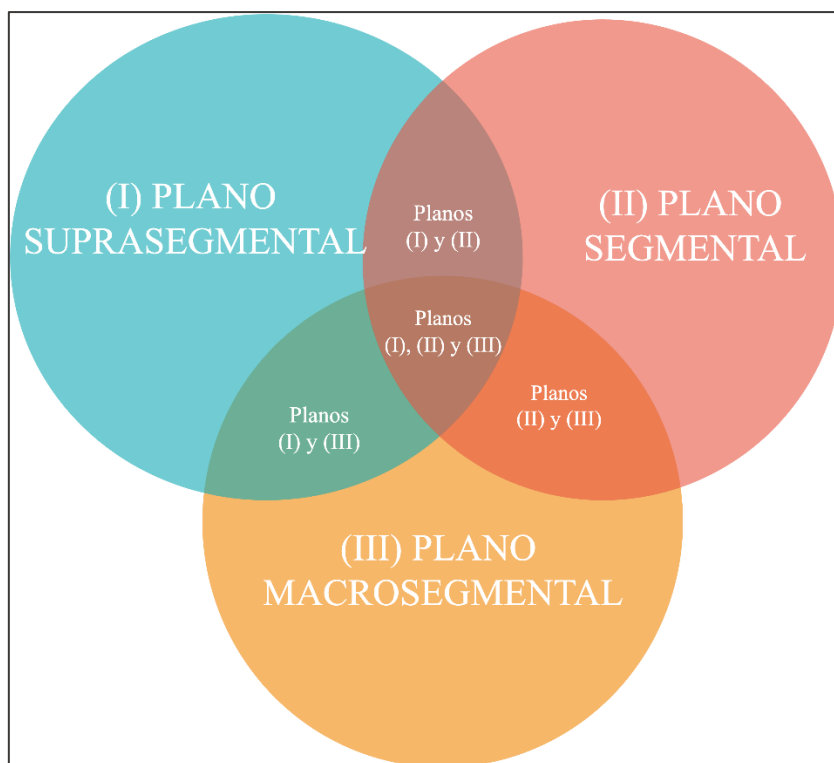 (I) PLANO
SUPRASEGMENTAL
(II) PLANO
SEGMENTAL
Planos
(I) y (II)
Planos
(I), (II) y (III)
Planos
(I) y (III)
Planos
(II) y (III)
(III) PLANO
MACROSEGMENTAL